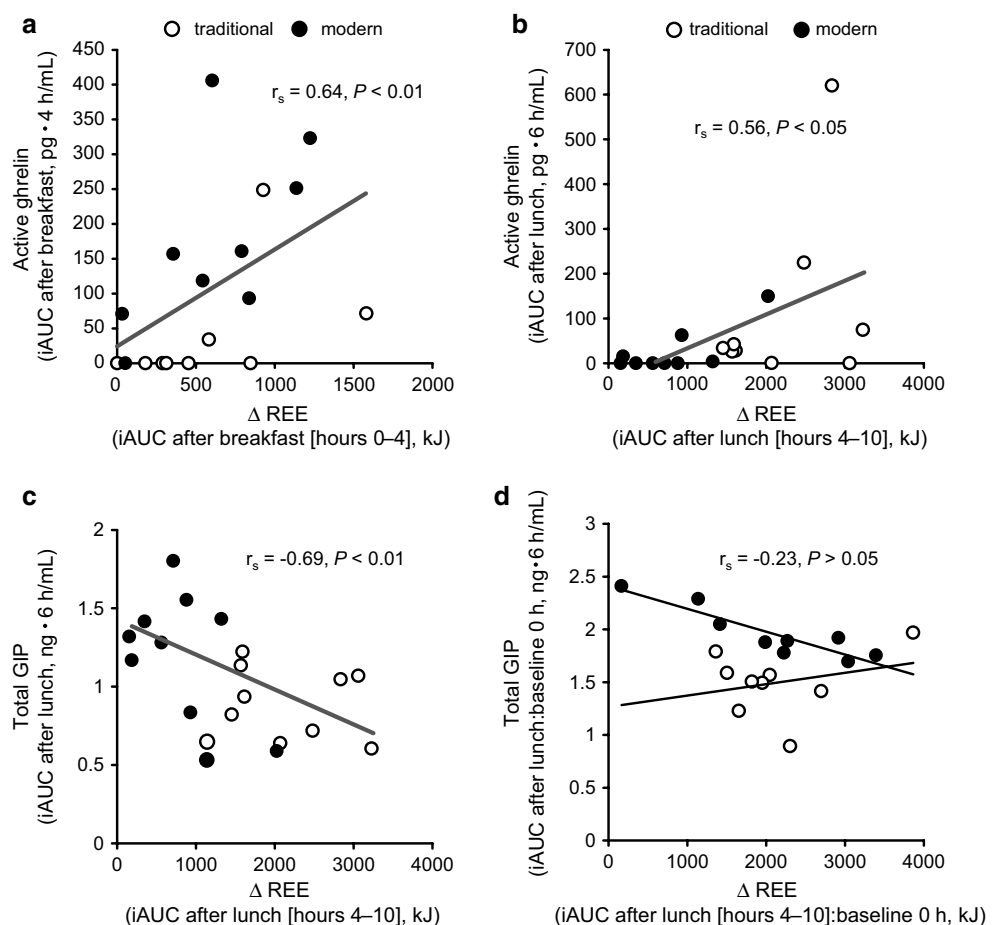 a
traditional modern
450
400
350
300
250
200
150
100
50
0
Active ghrelin
(iAUC after breakfast, pg • 4 h/mL)
rs = 0.64, P < 0.01
0 500 1000 1500 2000
Δ REE
(iAUC after breakfast [hours 0–4], kJ)
b
traditional modern
700
600
500
400
300
200
100
0
Active ghrelin
(iAUC after lunch, pg • 6 h/mL)
rs = 0.56, P < 0.05
0 1000 2000 3000 4000
Δ REE
(iAUC after lunch [hours 4–10], kJ)
c
2
1.5
1
0.5
0
Total GIP
(iAUC after lunch, ng • 6 h/mL)
rs = -0.69, P < 0.01
0 1000 2000 3000 4000
Δ REE
(iAUC after lunch [hours 4–10], kJ)
d
3
2.5
2
1.5
1
0.5
0
Total GIP
(iAUC after lunch:baseline 0 h, ng•6 h/mL)
rs = -0.23, P > 0.05
0 1000 2000 3000 4000
Δ REE
(iAUC after lunch [hours 4–10]:baseline 0 h, kJ)